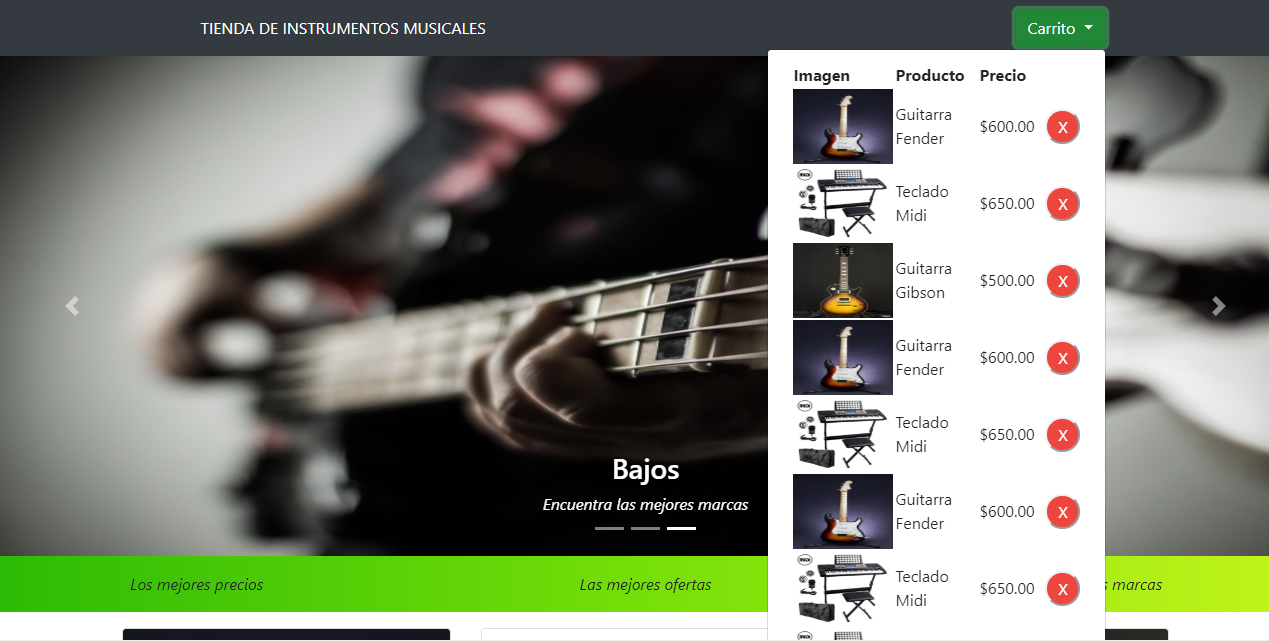 TIENDA DE INSTRUMENTOS MUSICALES
Carrito
Imagen Producto Precio
Guitarra
Fender
$600.00 X
Teclado
Midi
$650.00 X
Guitarra
Gibson
$500.00 X
Guitarra
Fender
$600.00 X
Teclado
Midi
$650.00 X
Guitarra
Fender
$600.00 X
Teclado
Midi
$650.00 X
Bajos
Encuentra las mejores marcas
Los mejores precios
Las mejores ofertas
marcas